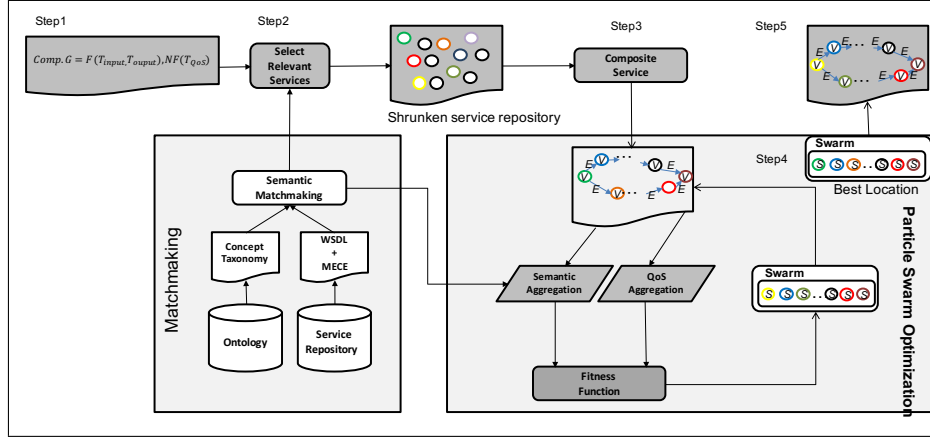 Step1
Step2
Step3
Step5
Comp. G = F(T_input, T_ouput), NF(T_QoS)
Select
Relevant
Services
Composite
Service
E V ... E
V V
E V ... E V
Shrunken service repository
Matchmaking
Semantic
Matchmaking
Concept
Taxonomy
WSDL
+
MECE
Ontology
Service
Repository
E V ... E
V V
E V ... E
Step4
Swarm
S S S .. S S S
Best Location
Semantic
Aggregation
QoS
Aggregation
Swarm
S S S .. S S S
Fitness
Function
Particle Swarm Optimization